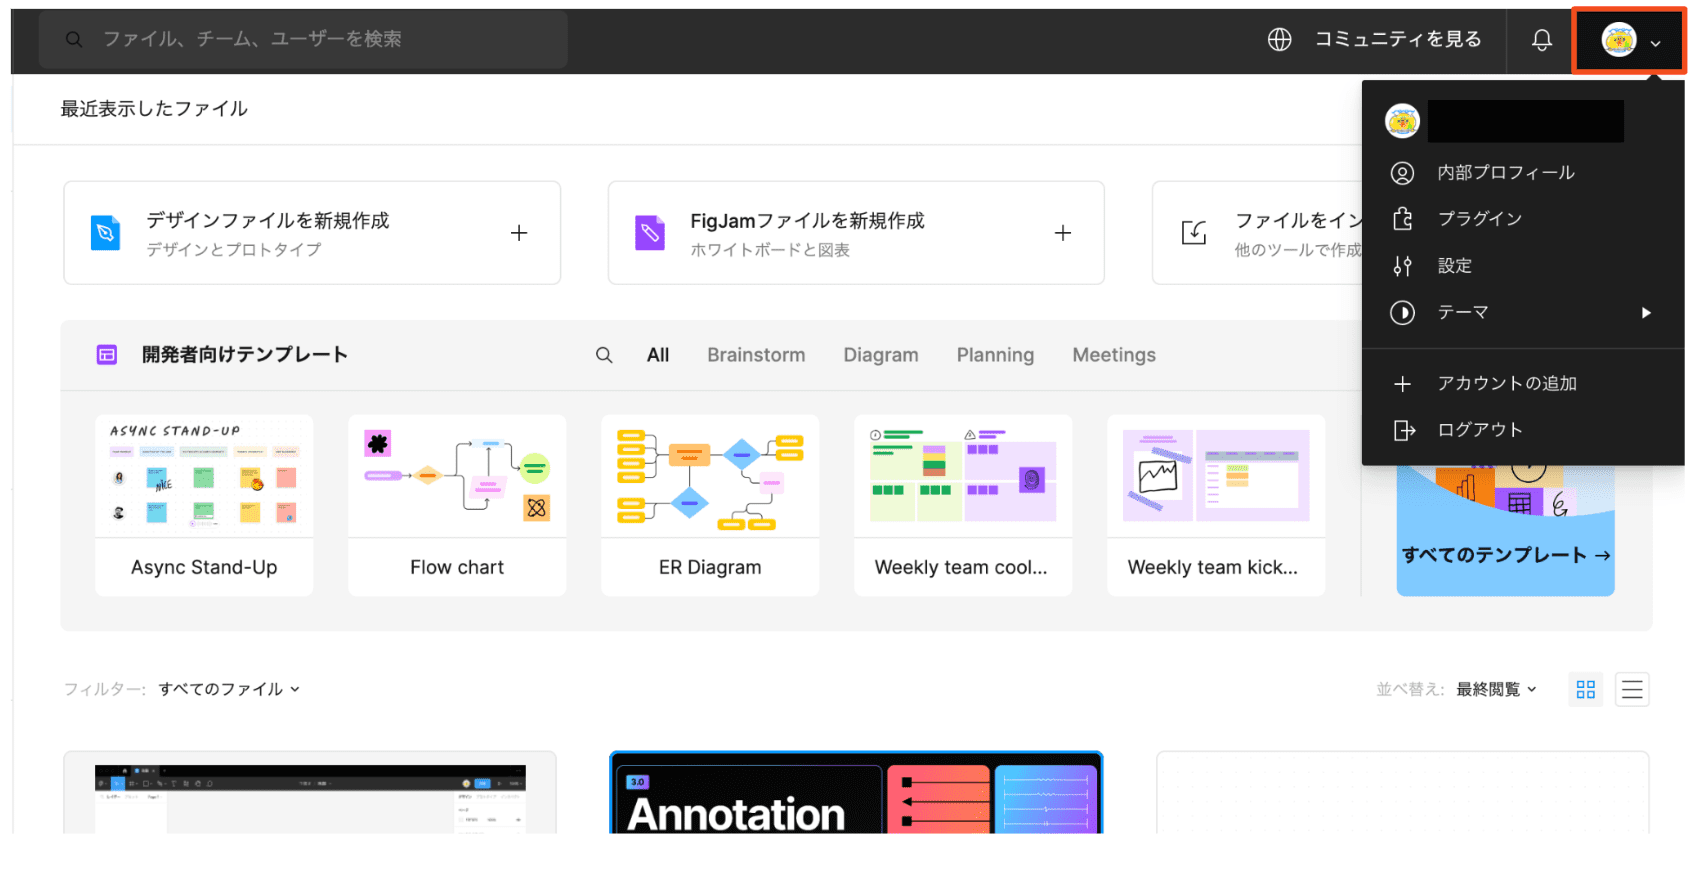 ファイル、チーム、ユーザーを検索
コミュニティを見る
最近表示したファイル
内部プロフィール
プラグイン
設定
テーマ
アカウントの追加
ログアウト
デザインファイルを新規作成
デザインとプロトタイプ
FigJamファイルを新規作成
ホワイトボードと図表
ファイルをイン
他のツールで作成
開発者向けテンプレート
All
Brainstorm
Diagram
Planning
Meetings
ASYNC STAND-UP
NICE
Async Stand-Up
Flow chart
ER Diagram
Weekly team cool...
Weekly team kick...
すべてのテンプレート →
フィルター: すべてのファイル
並べ替え: 最終閲覧
3.0
Annotation